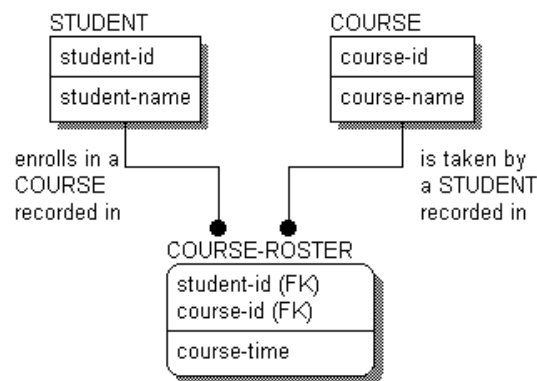 STUDENT
student-id
student-name
COURSE
course-id
course-name
enrolls in a
COURSE
recorded in
is taken by
a STUDENT
recorded in
COURSE-ROSTER
student-id (FK)
course-id (FK)
course-time